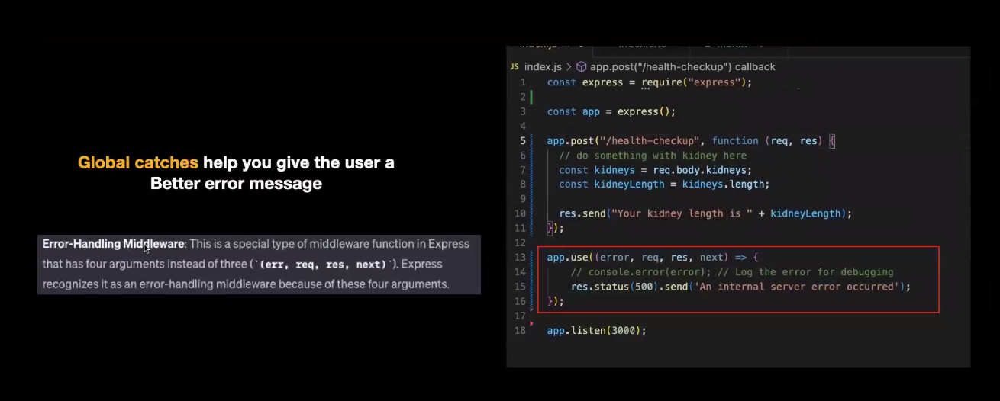 Global catches help you give the user a
Better error message
Error-Handling Middleware: This is a special type of middleware function in Express
that has four arguments instead of three (`(err, req, res, next)`). Express
recognizes it as an error-handling middleware because of these four arguments.
JS index.js > app.post("/health-checkup") callback
1 const express = require("express");
2
3 const app = express();
4
5 app.post("/health-checkup", function (req, res) {
6 // do something with kidney here
7 const kidneys = req.body.kidneys;
8 const kidneyLength = kidneys.length;
9
10 res.send("Your kidney length is " + kidneyLength);
11 });
12
13 app.use((error, req, res, next) => {
14 // console.error(error); // Log the error for debugging
15 res.status(500).send('An internal server error occurred');
16 });
17
18 app.listen(3000);